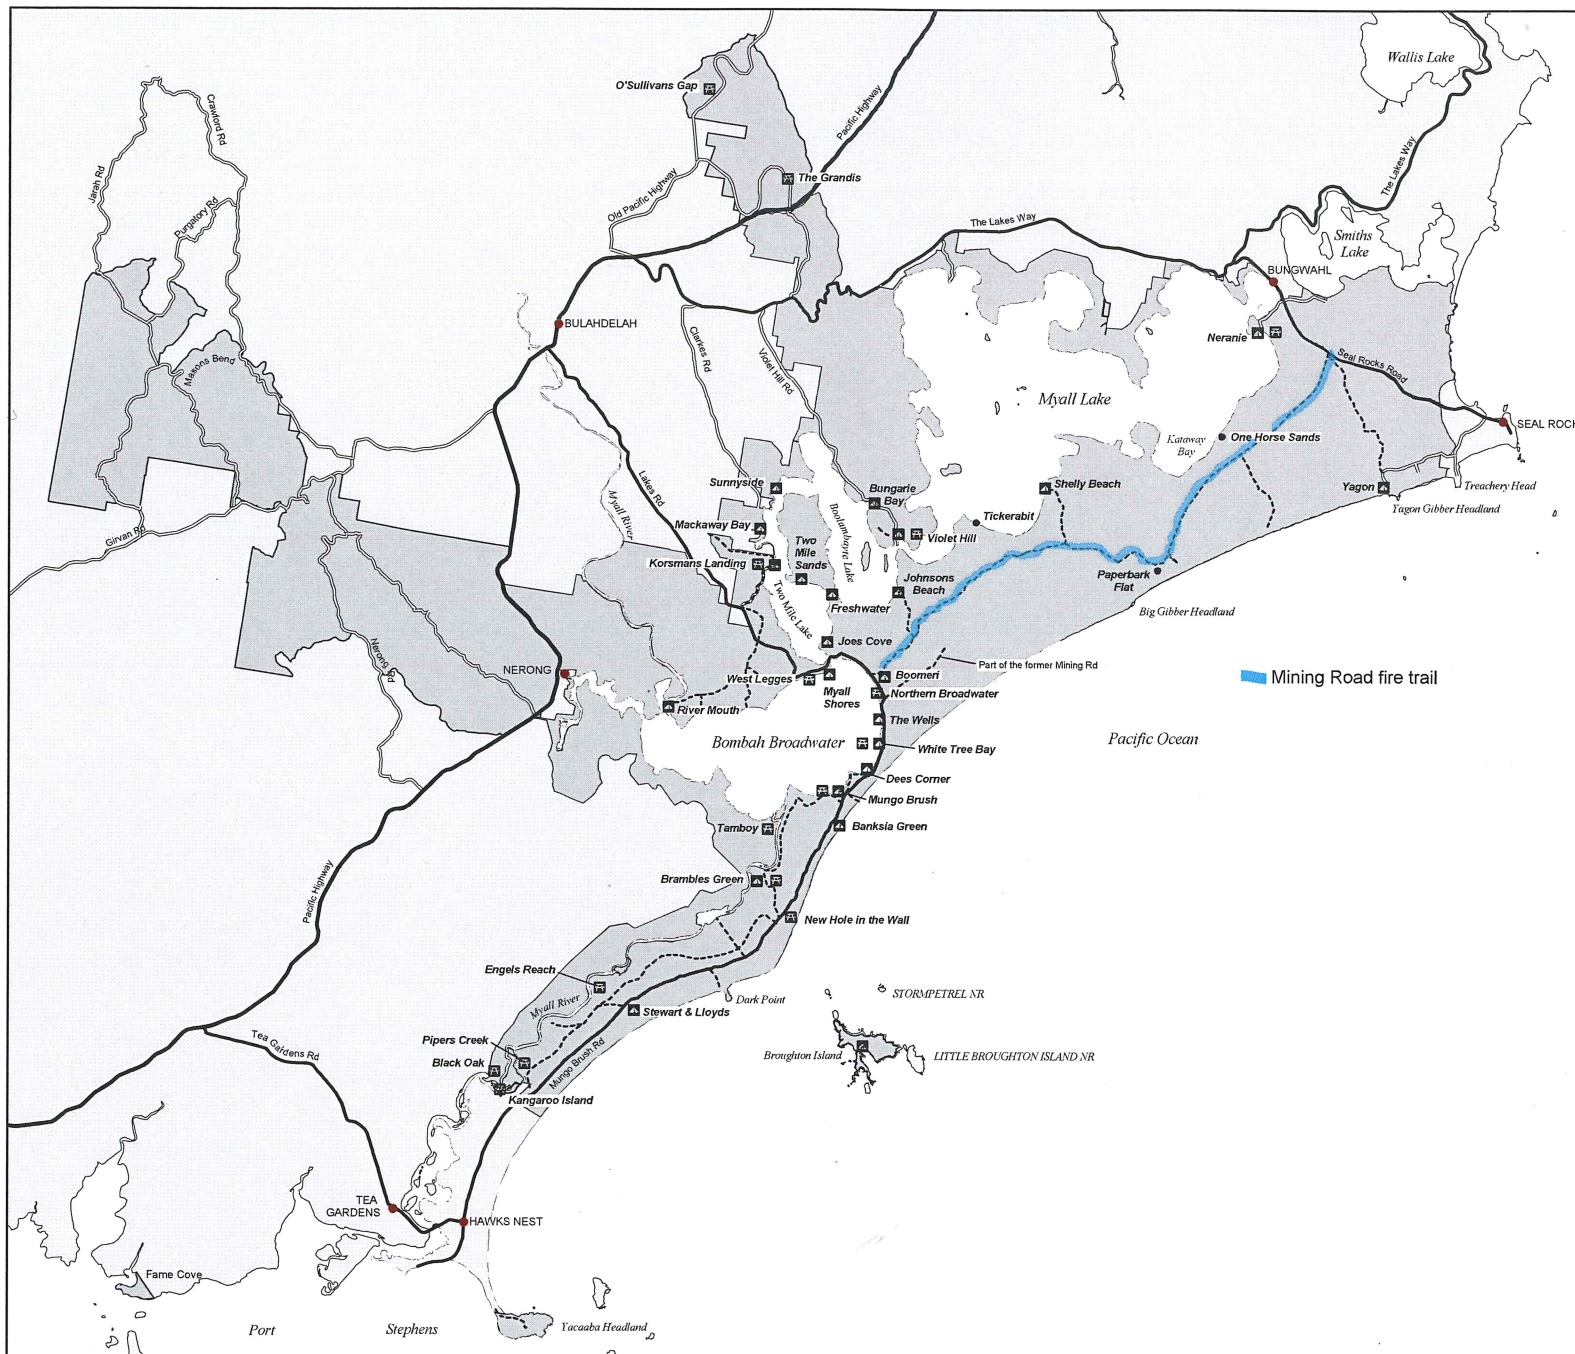 Wallis Lake
O'Sullivans Gap
Pacific Highway
Crawford Rd
Jarah Rd
The Grandis
The Lakes Way
Purgatory Rd
Old Pacific Highway
The Lakes Way
Smiths
Lake
BUNGWAHL
BULAHDELAH
Neranie
Clarkes Rd
Violet Hill Rd
Masons Bend
Seal Rocks Road
Myall Lake
SEAL ROCK
Kataway
Bay
One Horse Sands
Lakes Rd
Sunnyside
Bungarie
Bay
Shelly Beach
Yagon
Treachery Head
Yagon Gibber Headland
Myall River
Mackaway Bay
Boolambayte Lake
Tickerabit
Girvan Rd
Two
Mile
Sands
Violet Hill
Korsmans Landing
Paperbark
Flat
Johnsons
Beach
Two Mile Lake
Freshwater
Big Gibber Headland
Joes Cove
Nerong Rd
NERONG
Part of the former Mining Rd
West Legges
Myall
Shores
Boomeri
Mining Road fire trail
Northern Broadwater
River Mouth
The Wells
Bombah Broadwater
White Tree Bay
Pacific Ocean
Dees Corner
Mungo Brush
Tamboy
Banksia Green
Pacific Highway
Brambles Green
New Hole in the Wall
Engels Reach
Myall River
Dark Point
STORMPETREL NR
Stewart & Lloyds
Tea Gardens Rd
Pipers Creek
Black Oak
Mungo Brush Rd
Broughton Island
LITTLE BROUGHTON ISLAND NR
Kangaroo Island
TEA
GARDENS
HAWKS NEST
Fame Cove
Port
Stephens
Yacaaba Headland